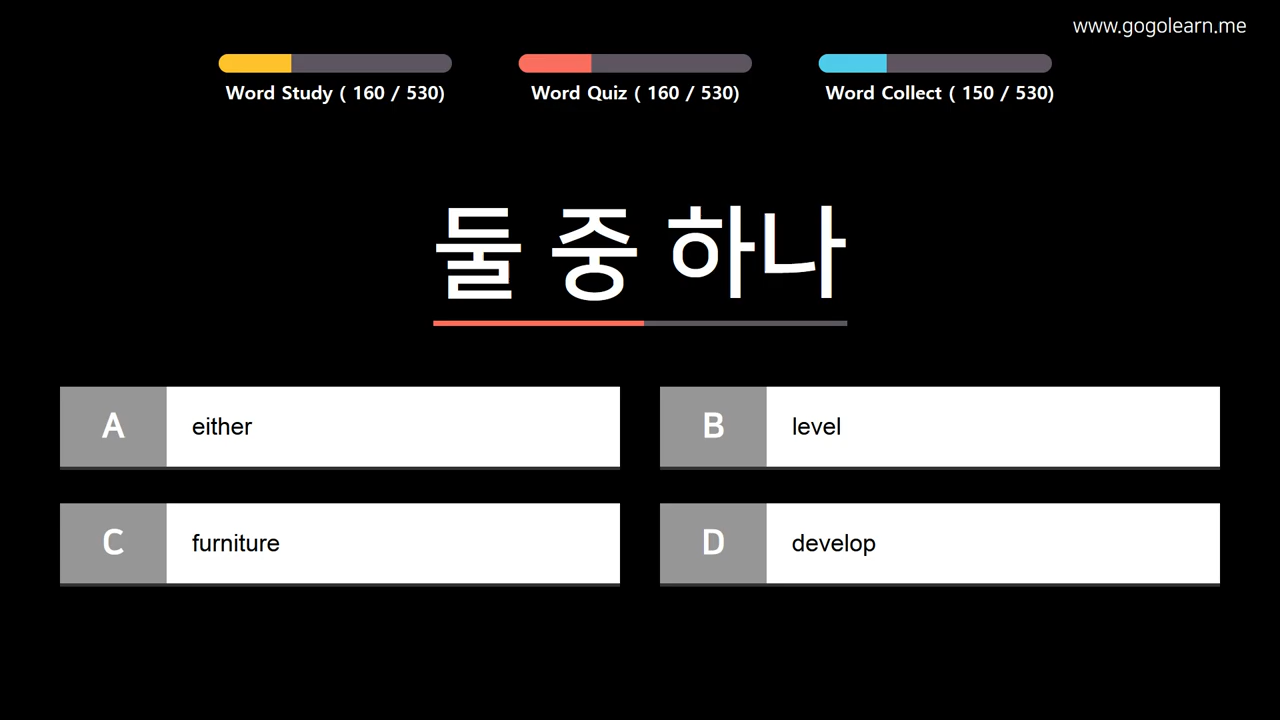 www.gogolearn.me
Word Study ( 160 / 530)
Word Quiz ( 160 / 530)
Word Collect ( 150 / 530)
둘 중 하나
A either
B level
C furniture
D develop